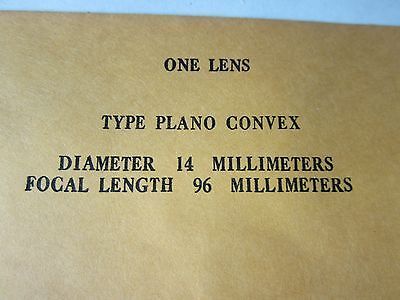 ONE LENS
TYPE PLANO CONVEX
DIAMETER 14 MILLIMETERS
FOCAL LENGTH 96 MILLIMETERS